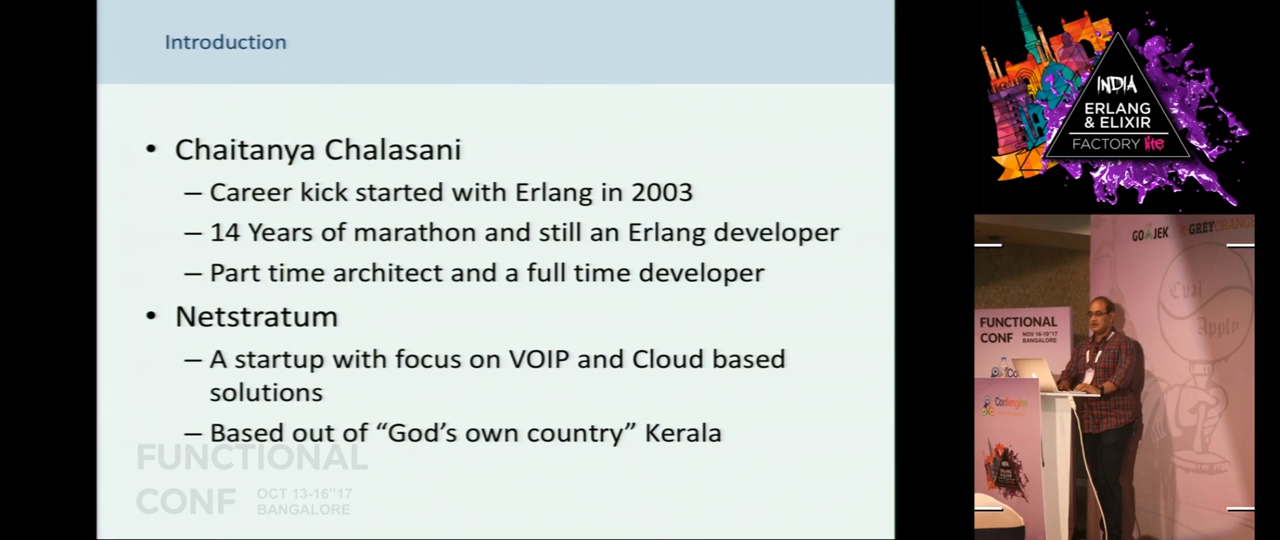 Introduction
• Chaitanya Chalasani
– Career kick started with Erlang in 2003
– 14 Years of marathon and still an Erlang developer
– Part time architect and a full time developer
• Netstratum
– A startup with focus on VOIP and Cloud based
solutions
– Based out of “God’s own country” Kerala
FUNCTIONAL
CONF
OCT 13-16''17
BANGALORE
INDIA
ERLANG
& ELIXIR
FACTORY lite
GO JEK
GREYORANGE
Eval
Apply
FUNCTIONAL
CONF
NOV 16-19''17
BANGALORE
Confengine